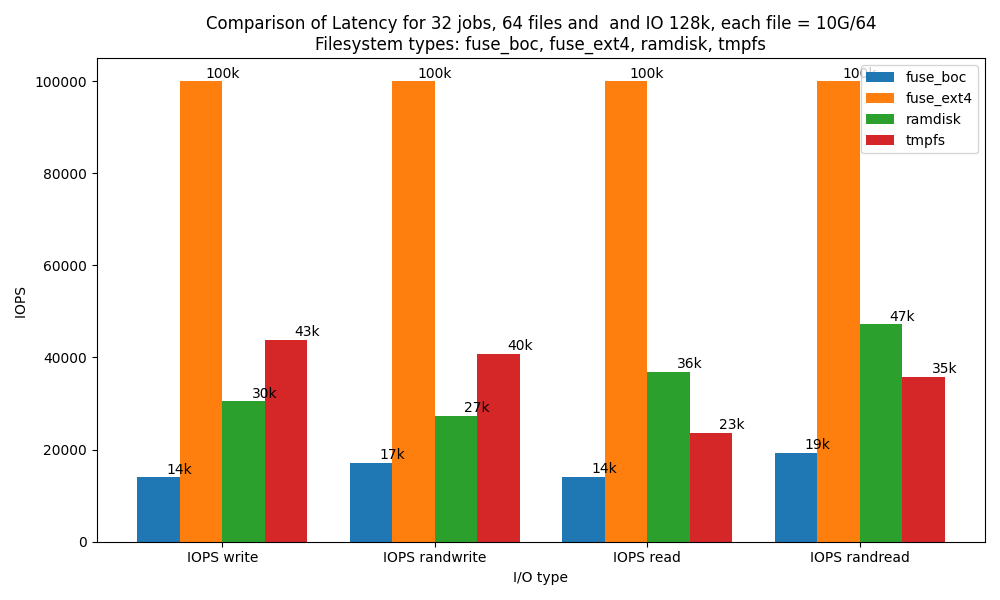 Comparison of Latency for 32 jobs, 64 files and  and IO 128k, each file = 10G/64
Filesystem types: fuse_boc, fuse_ext4, ramdisk, tmpfs
100k
100k
100k
100k
fuse_boc
fuse_ext4
ramdisk
tmpfs
100000
80000
60000
40000
20000
0
IOPS
14k
30k
43k
17k
27k
40k
14k
36k
23k
19k
47k
35k
IOPS write
IOPS randwrite
IOPS read
IOPS randread
I/O type